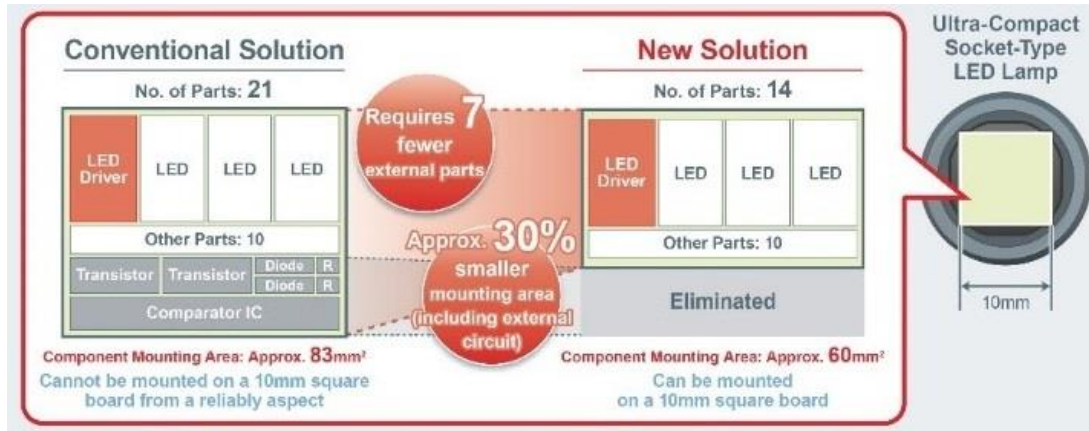 Conventional Solution
No. of Parts: 21
LED
Driver
LED
LED
LED
Other Parts: 10
Transistor
Transistor
Diode
R
Diode
R
Comparator IC
Component Mounting Area: Approx. 83mm²
Cannot be mounted on a 10mm square
board from a reliably aspect
Requires 7
fewer
external parts
Approx. 30%
smaller
mounting area
(including external
circuit)
New Solution
No. of Parts: 14
LED
Driver
LED
LED
LED
Other Parts: 10
Eliminated
Component Mounting Area: Approx. 60mm²
Can be mounted
on a 10mm square board
Ultra-Compact
Socket-Type
LED Lamp
10mm